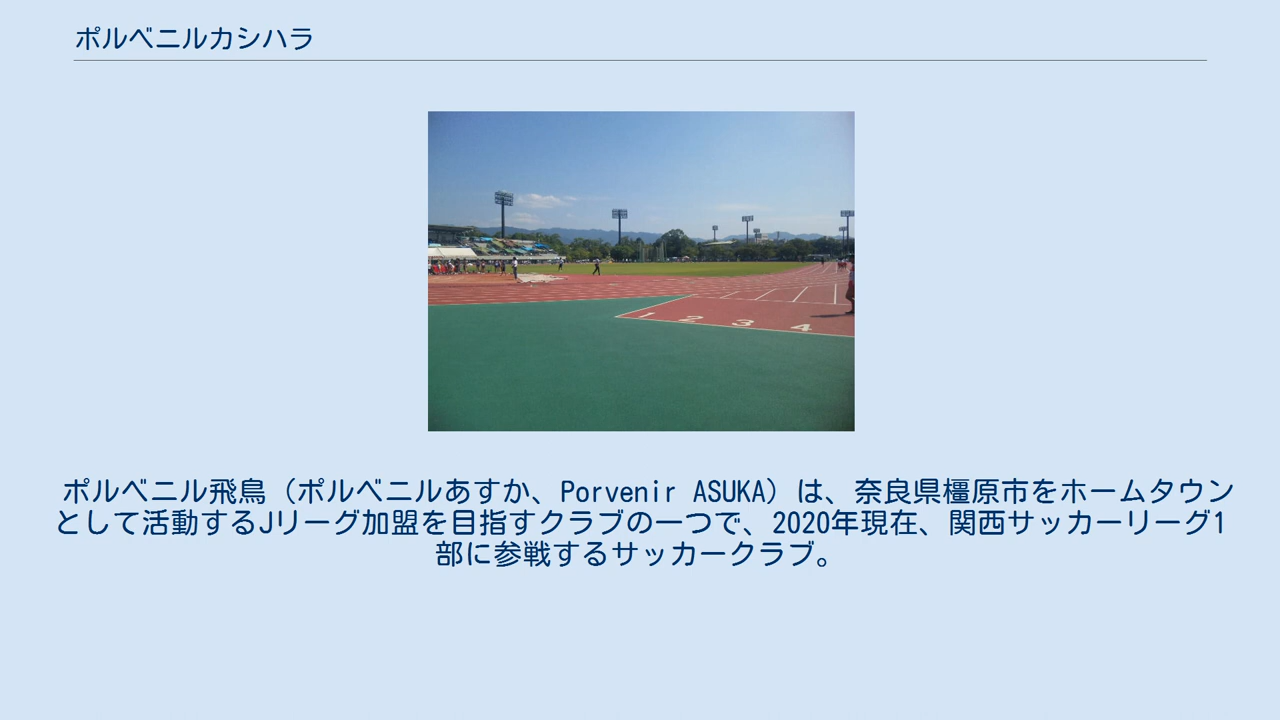 ポルベニルカシハラ
1 2 3 4
ポルベニル飛鳥（ポルベニルあすか、Porvenir ASUKA）は、奈良県橿原市をホームタウン
として活動するJリーグ加盟を目指すクラブの一つで、2020年現在、関西サッカーリーグ1
部に参戦するサッカークラブ。